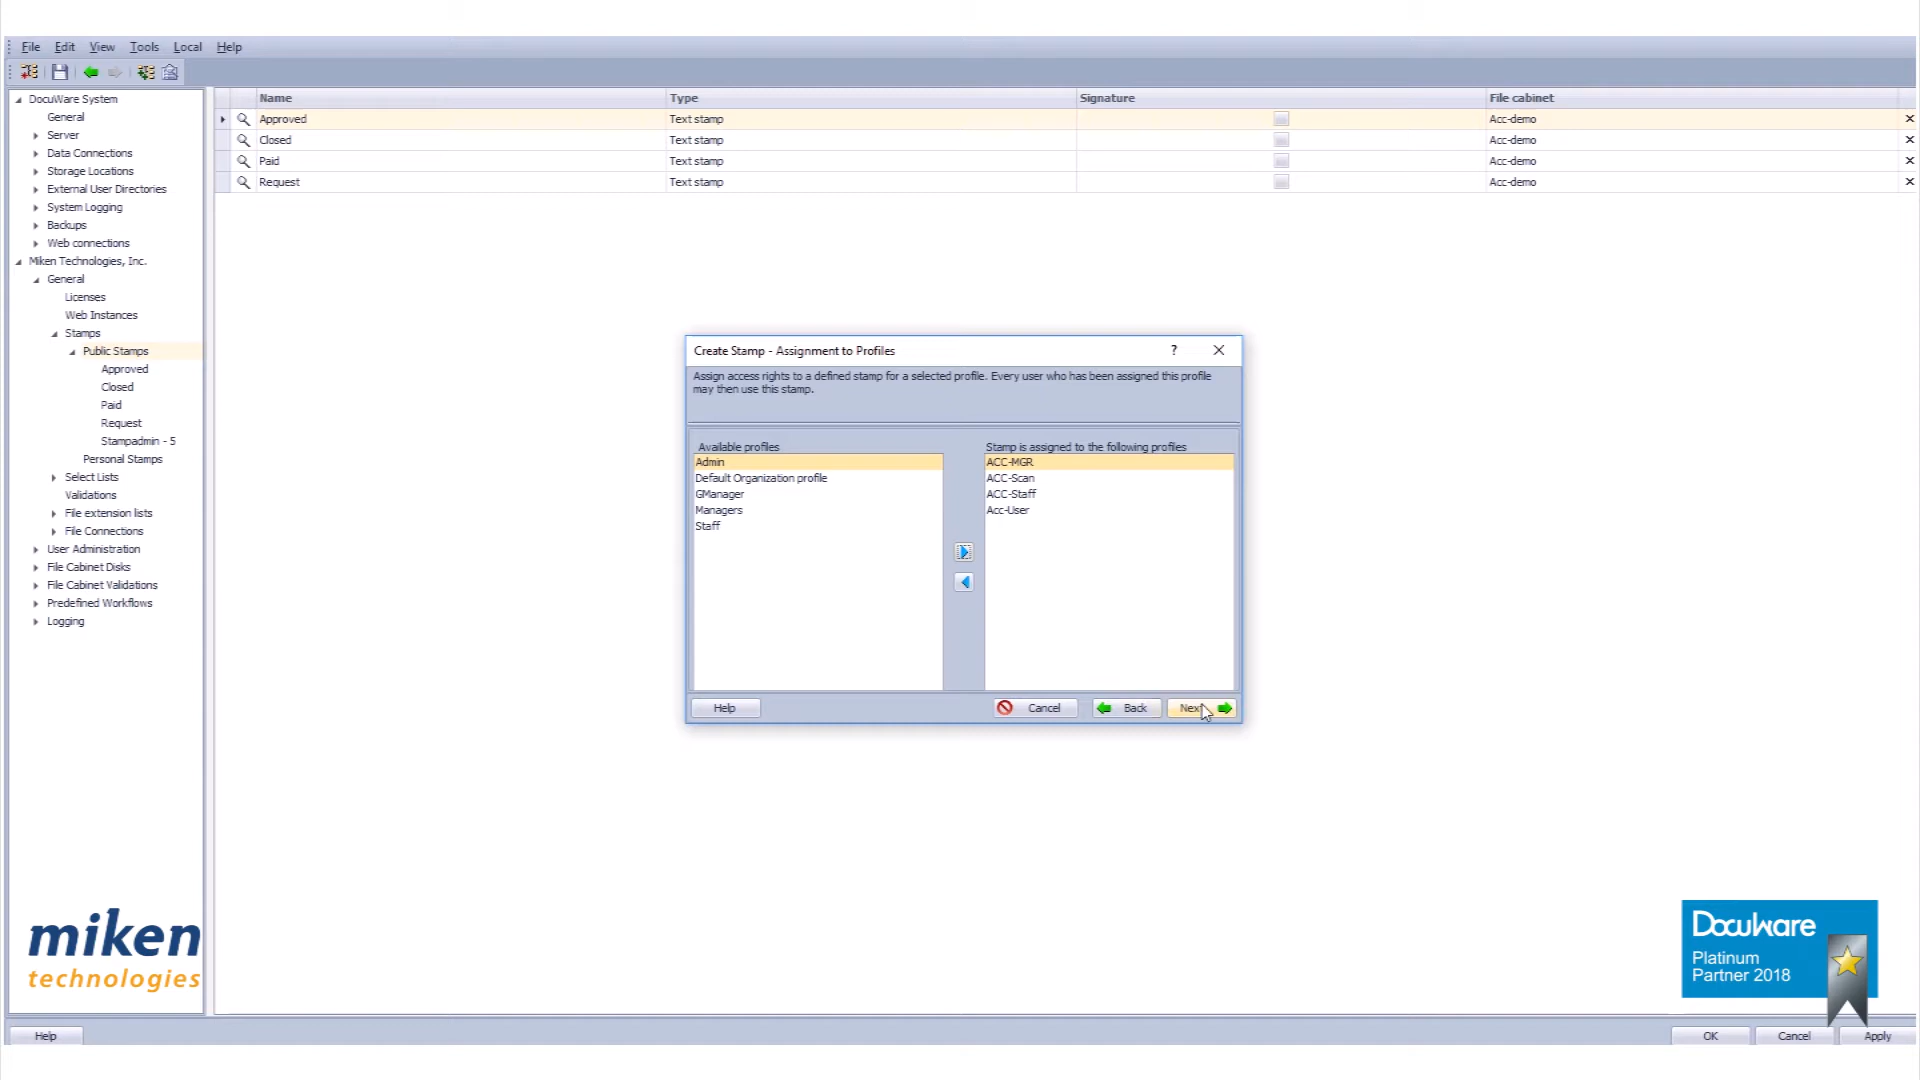 File Edit View Tools Local Help
DocuWare System
General
Server
Data Connections
Storage Locations
External User Directories
System Logging
Backups
Web connections
Miken Technologies, Inc.
General
Licenses
Web Instances
Stamps
Public Stamps
Approved
Closed
Paid
Request
Stampadmin - 5
Personal Stamps
Select Lists
Validations
File extension lists
File Connections
User Administration
File Cabinet Disks
File Cabinet Validations
Predefined Workflows
Logging
miken
technologies
Help
Name Type Signature File cabinet
Approved Text stamp Acc-demo
Closed Text stamp Acc-demo
Paid Text stamp Acc-demo
Request Text stamp Acc-demo
Create Stamp - Assignment to Profiles
Assign access rights to a defined stamp for a selected profile. Every user who has been assigned this profile
may then use this stamp.
Available profiles
Admin
Default Organization profile
GManager
Managers
Staff
Stamp is assigned to the following profiles
ACC-MGR
ACC-Scan
ACC-Staff
Acc-User
Help Cancel Back Next
DocuWare
Platinum
Partner 2018
OK Cancel Apply